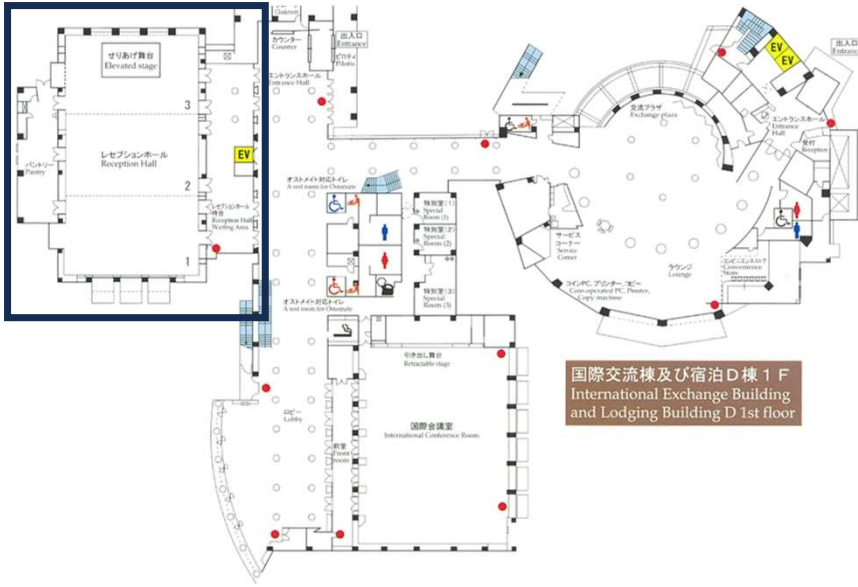 せりあげ舞台
Elevated stage
3
レセプションホール
Reception Hall
2
1
パントリー
Pantry
EV
レセプションホール
待合
Reception Hall
Waiting Area
カウンター
Counter
出入口
Entrance
ピロティ
Pilotis
エントランスホール
Entrance Hall
オストメイト対応トイレ
A rest room for Ostomate
特別室(1)
Special
Room (1)
特別室(2)
Special
Room (2)
特別室(3)
Special
Room (3)
オストメイト対応トイレ
A rest room for Ostomate
引き出し舞台
Retractable stage
国際会議室
International Conference Room
ロビー
Lobby
前室
Front
room
交流プラザ
Exchange plaza
EV
EV
出入口
Entrance
エントランスホール
Entrance
Hall
受付
Reception
サービス
コーナー
Service
Corner
ラウンジ
Lounge
コンビニエンスストア
Convenience
Store
コインPC、プリンター、コピー
Coin-operated PC, Printer,
Copy machine
国際交流棟及び宿泊D棟1F
International Exchange Building
and Lodging Building D 1st floor